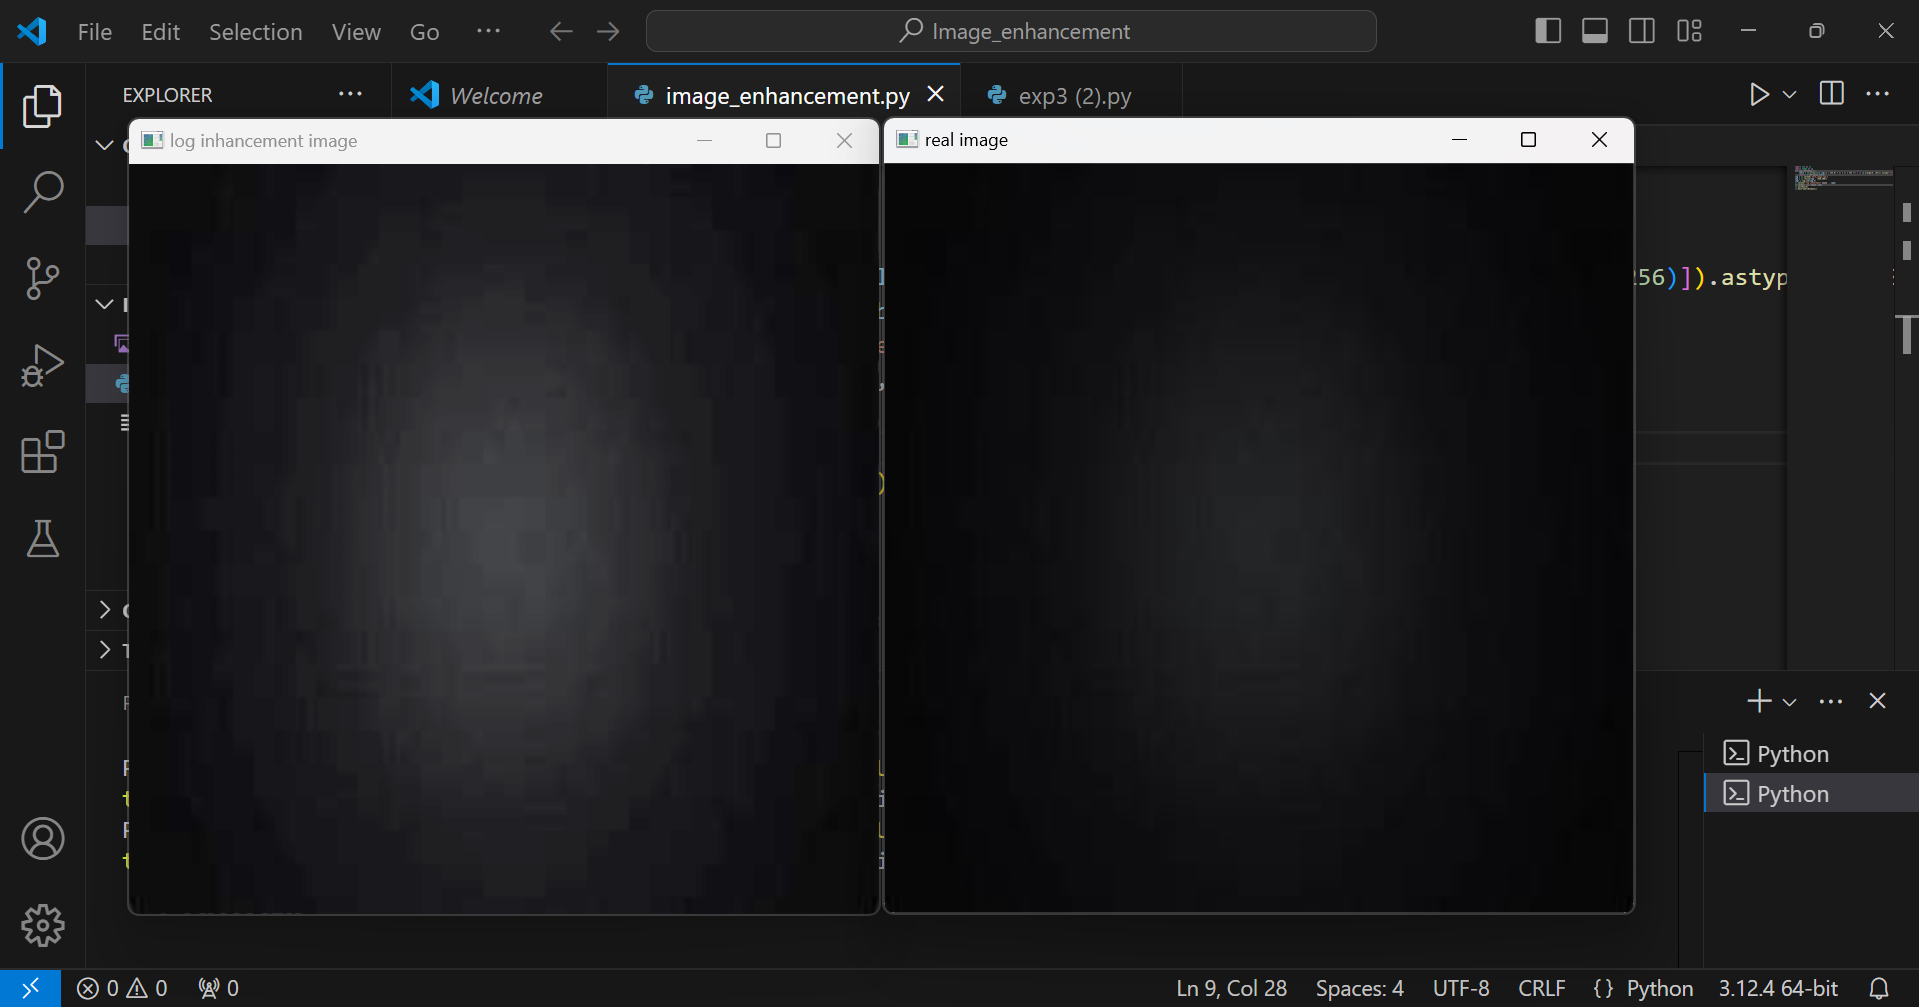 File Edit Selection View Go ... Image_enhancement
EXPLORER ... Welcome image_enhancement.py exp3 (2).py ...
log inhancement image
real image
256)]).astyp
Python
Python
0 0 0 Ln 9, Col 28 Spaces: 4 UTF-8 CRLF {} Python 3.12.4 64-bit